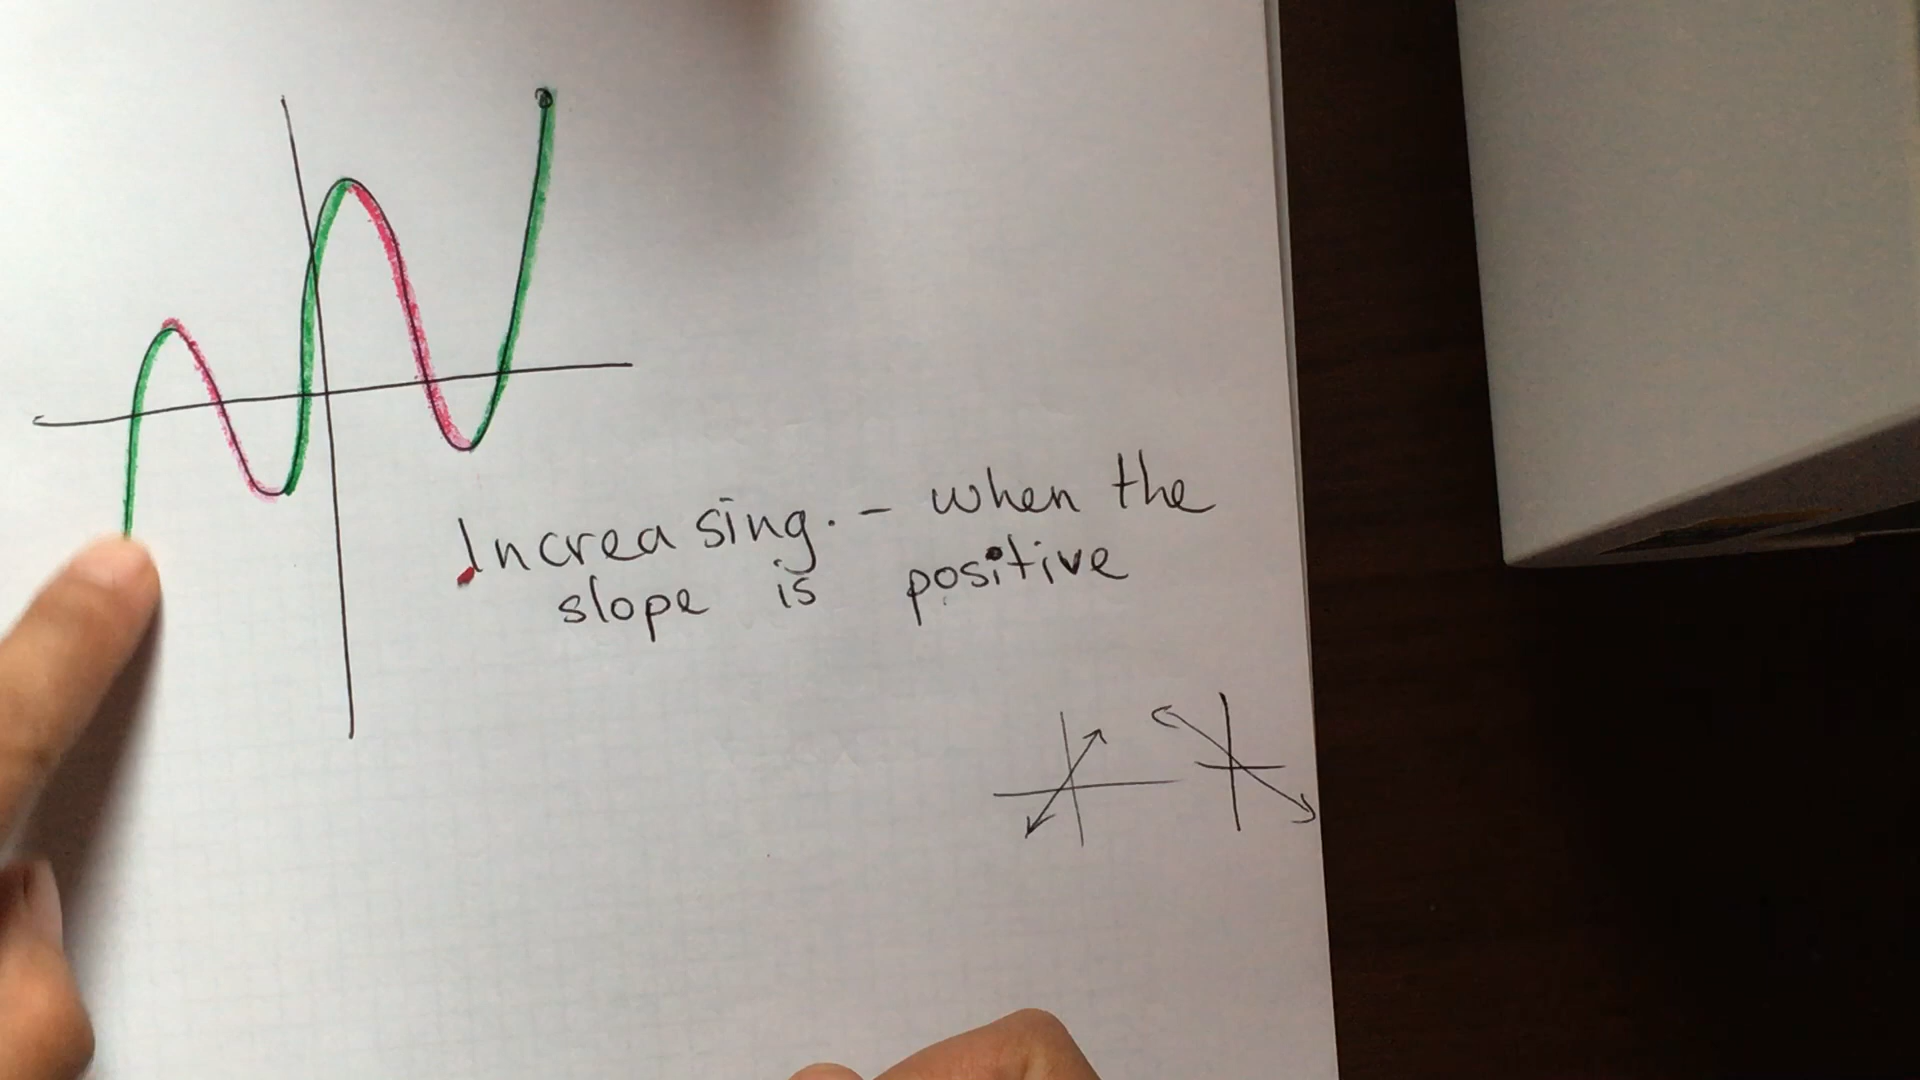 Increasing. - when the
slope is positive